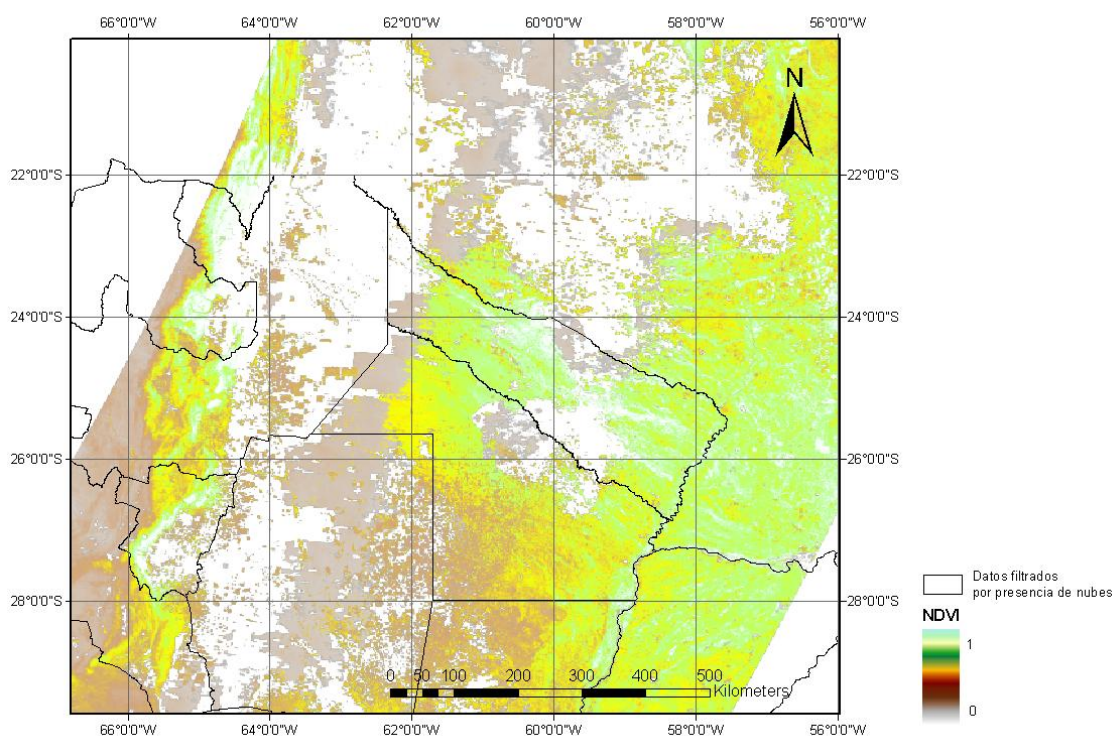 66°0'0"W 64°0'0"W 62°0'0"W 60°0'0"W 58°0'0"W 56°0'0"W
N
22°0'0"S 22°0'0"S
24°0'0"S 24°0'0"S
26°0'0"S 26°0'0"S
28°0'0"S 28°0'0"S
Datos filtrados
por presencia de nubes
NDVI
1
0
0 50 100 200 300 400 500
Kilometers
66°0'0"W 64°0'0"W 62°0'0"W 60°0'0"W 58°0'0"W 56°0'0"W